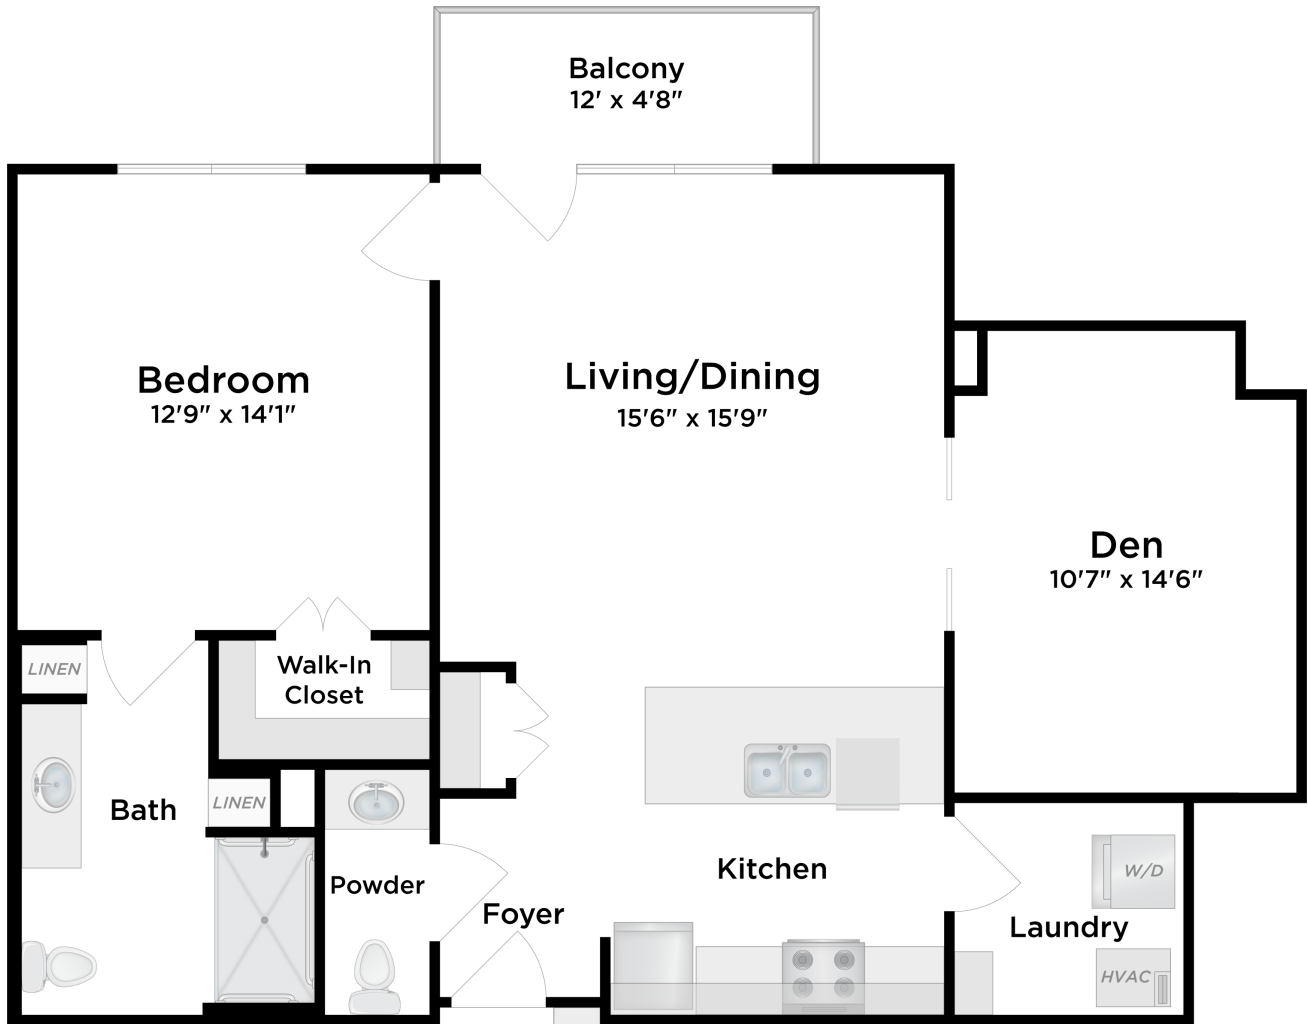 Balcony
12' x 4'8"
Bedroom
12'9" x 14'1"
Living/Dining
15'6" x 15'9"
Den
10'7" x 14'6"
LINEN
Walk-In
Closet
Bath
LINEN
Powder
Foyer
Kitchen
W/D
Laundry
HVAC